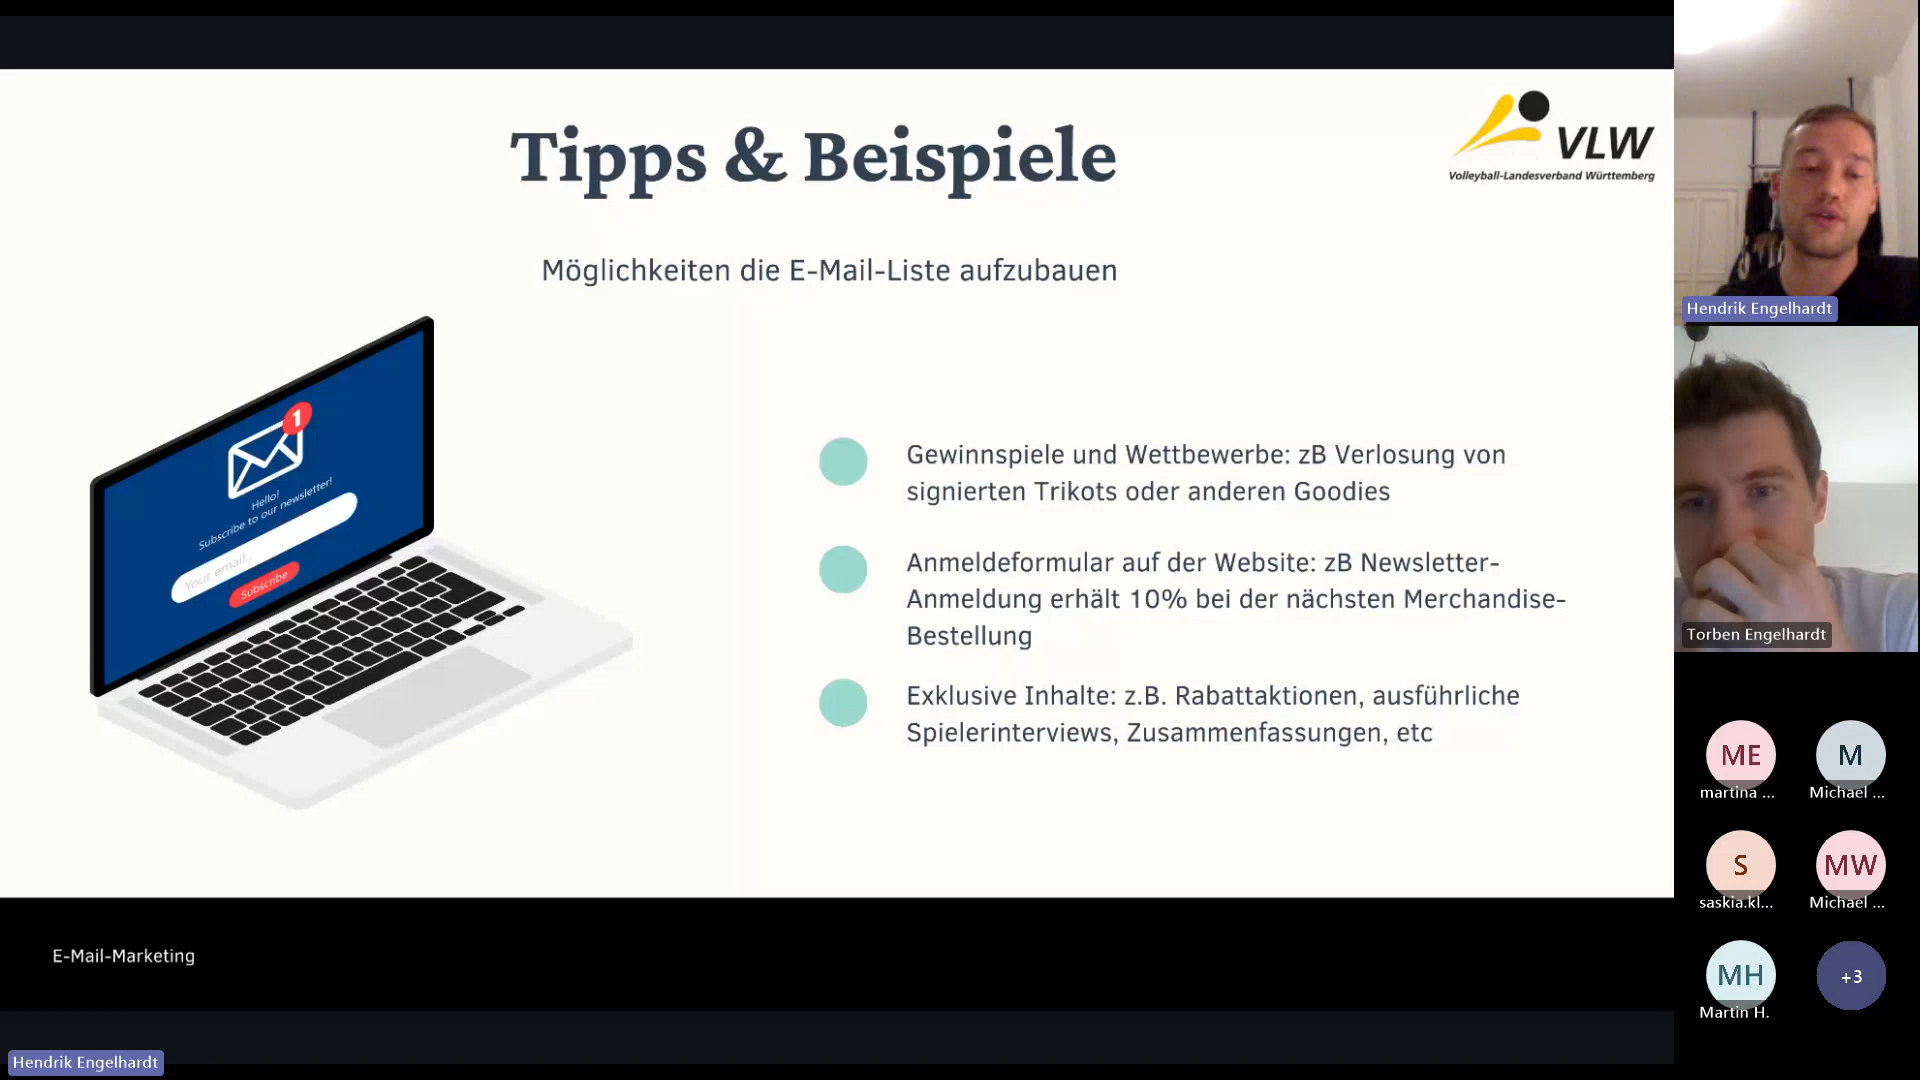 Tipps & Beispiele
VLW
Volleyball-Landesverband Württemberg
Möglichkeiten die E-Mail-Liste aufzubauen
1
Hello!
Subscribe to our newsletter!
Your email...
Subscribe
Gewinnspiele und Wettbewerbe: zB Verlosung von
signierten Trikots oder anderen Goodies
Anmeldeformular auf der Website: zB Newsletter-
Anmeldung erhält 10% bei der nächsten Merchandise-
Bestellung
Exklusive Inhalte: z.B. Rabattaktionen, ausführliche
Spielerinterviews, Zusammenfassungen, etc
E-Mail-Marketing
Hendrik Engelhardt
Hendrik Engelhardt
Torben Engelhardt
ME
martina ...
M
Michael ...
S
saskia.kl...
MW
Michael ...
MH
Martin H.
+3